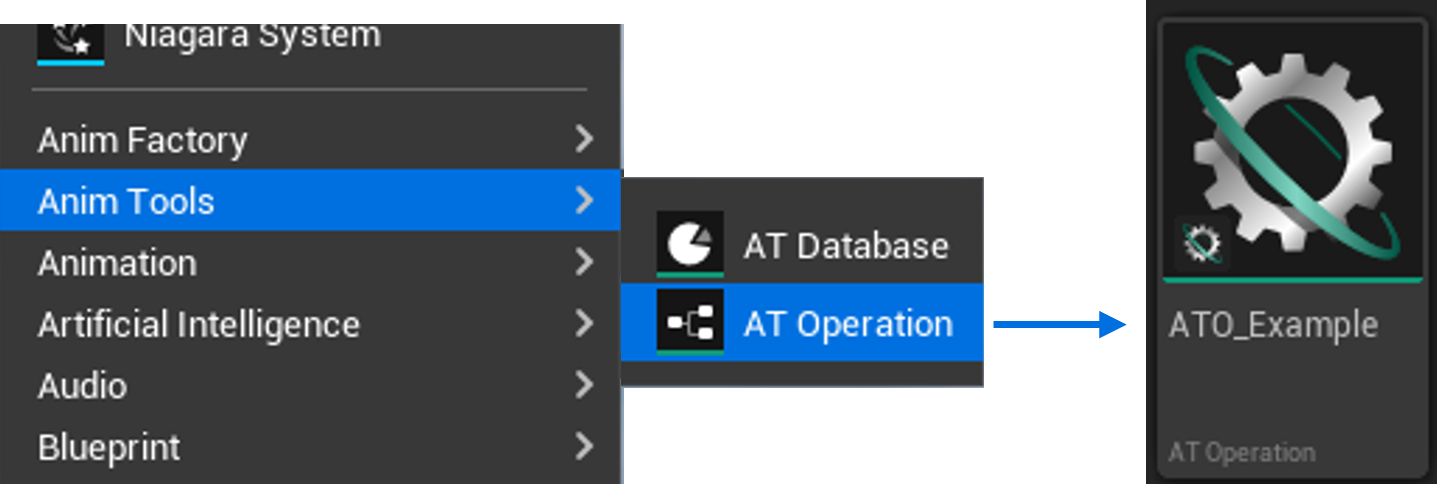 Niagara System
Anim Factory
Anim Tools
Animation
Artificial Intelligence
Audio
Blueprint
AT Database
AT Operation
ATO_Example
AT Operation